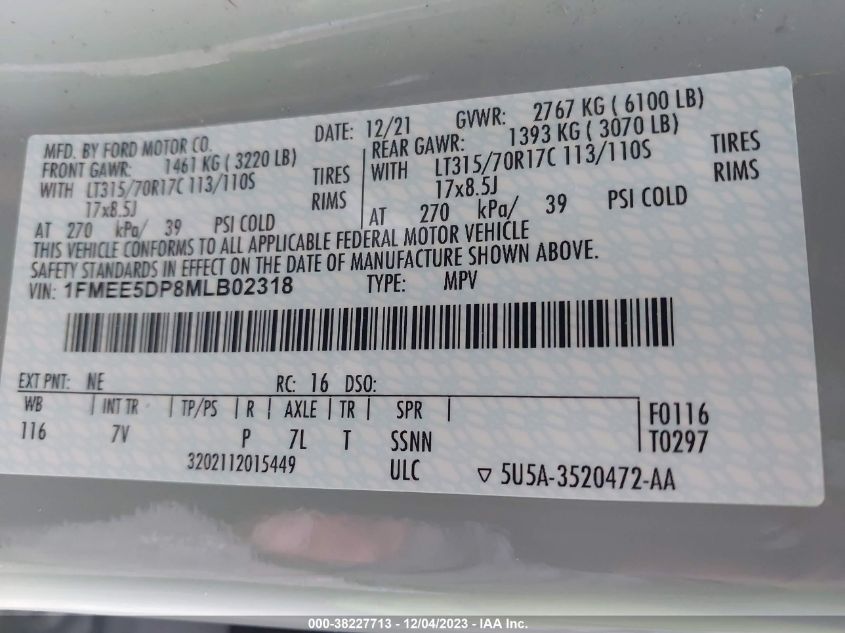 MFD. BY FORD MOTOR CO.
DATE: 12/21
GVWR: 2767 KG ( 6100 LB)
FRONT GAWR: 1461 KG ( 3220 LB)
WITH LT315/70R17C 113/110S TIRES
17x8.5J RIMS
AT 270 kPa/ 39 PSI COLD
REAR GAWR: 1393 KG ( 3070 LB)
WITH LT315/70R17C 113/110S TIRES
17x8.5J RIMS
AT 270 kPa/ 39 PSI COLD
THIS VEHICLE CONFORMS TO ALL APPLICABLE FEDERAL MOTOR VEHICLE
SAFETY STANDARDS IN EFFECT ON THE DATE OF MANUFACTURE SHOWN ABOVE.
VIN: 1FMEE5DP8MLB02318 TYPE: MPV
EXT PNT: NE RC: 16 DSO:
WB | INT TR | TP/PS | R | AXLE | TR | SPR | F0116
116 7V P 7L T SSNN T0297
3202112015449 ULC ▽ 5U5A-3520472-AA
000-38227713 - 12/04/2023 - IAA Inc.